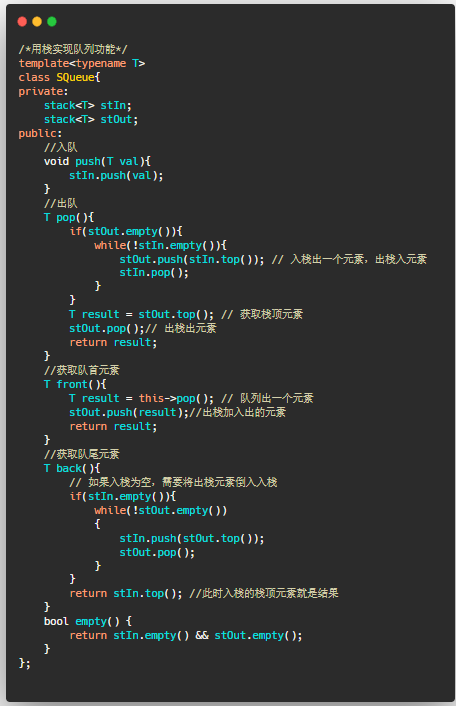 /*用栈实现队列功能*/
template<typename T>
class SQueue{
private:
    stack<T> stIn;
    stack<T> stOut;
public:
    //入队
    void push(T val){
        stIn.push(val);
    }
    //出队
    T pop(){
        if(stOut.empty()){
            while(!stIn.empty()){
                stOut.push(stIn.top()); // 入栈出一个元素，出栈入元素
                stIn.pop();
            }
        }
        T result = stOut.top(); // 获取栈顶元素
        stOut.pop();// 出栈出元素
        return result;
    }
    //获取队首元素
    T front(){
        T result = this->pop(); // 队列出一个元素
        stOut.push(result);//出栈加入出的元素
        return result;
    }
    //获取队尾元素
    T back(){
        // 如果入栈为空，需要将出栈元素倒入入栈
        if(stIn.empty()){
            while(!stOut.empty())
            {
                stIn.push(stOut.top());
                stOut.pop();
            }
        }
        return stIn.top(); //此时入栈的栈顶元素就是结果
    }
    bool empty() {
        return stIn.empty() && stOut.empty();
    }
};